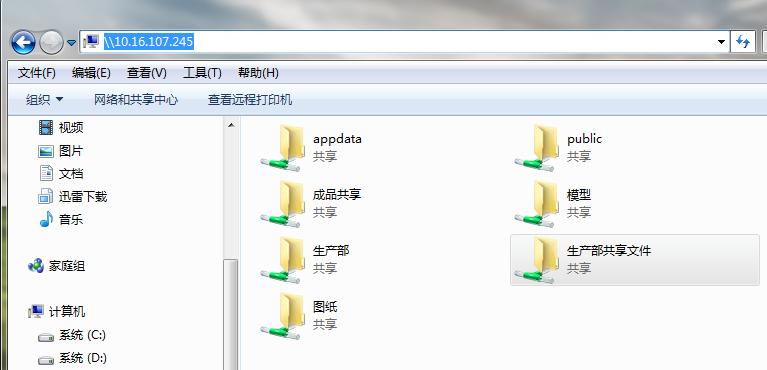 \\10.16.107.245
文件(F) 编辑(E) 查看(V) 工具(T) 帮助(H)
组织 网络和共享中心 查看远程打印机
视频
图片
文档
迅雷下载
音乐
家庭组
计算机
系统 (C:)
系统 (D:)
appdata
共享
public
共享
成品共享
共享
模型
共享
生产部
共享
生产部共享文件
共享
图纸
共享